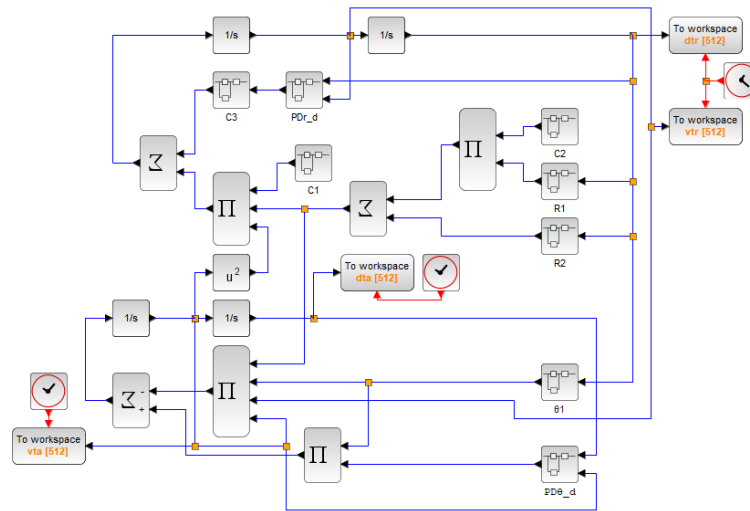 1/s
1/s
To workspace
dtr [512]
C3
PDr_d
To workspace
vtr [512]
Σ
Π
C2
C1
Π
Σ
R1
R2
u²
To workspace
dta [512]
1/s
1/s
Π
Σ
-
+
θ1
To workspace
vta [512]
Π
PDθ_d